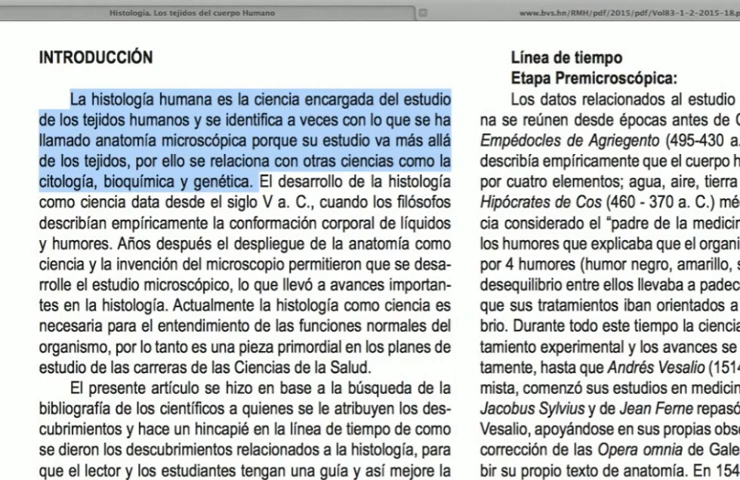 Histología. Los tejidos del cuerpo Humano
www.bvs.hn/RMH/pdf/2015/pdf/Vol83-1-2-2015-18.p
INTRODUCCIÓN
La histología humana es la ciencia encargada del estudio
de los tejidos humanos y se identifica a veces con lo que se ha
llamado anatomía microscópica porque su estudio va más allá
de los tejidos, por ello se relaciona con otras ciencias como la
citología, bioquímica y genética. El desarrollo de la histología
como ciencia data desde el siglo V a. C., cuando los filósofos
describían empíricamente la conformación corporal de líquidos
y humores. Años después el despliegue de la anatomía como
ciencia y la invención del microscopio permitieron que se desa-
rrolle el estudio microscópico, lo que llevó a avances importan-
tes en la histología. Actualmente la histología como ciencia es
necesaria para el entendimiento de las funciones normales del
organismo, por lo tanto es una pieza primordial en los planes de
estudio de las carreras de las Ciencias de la Salud.
El presente artículo se hizo en base a la búsqueda de la
bibliografía de los científicos a quienes se le atribuyen los des-
cubrimientos y hace un hincapié en la línea de tiempo de como
se dieron los descubrimientos relacionados a la histología, para
que el lector y los estudiantes tengan una guía y así mejore la
Línea de tiempo
Etapa Premicroscópica:
Los datos relacionados al estudio
na se reúnen desde épocas antes de C
Empédocles de Agriegento (495-430 a.
describía empíricamente que el cuerpo h
por cuatro elementos; agua, aire, tierra
Hipócrates de Cos (460 - 370 a. C.) mé
cia considerado el “padre de la medicin
los humores que explicaba que el organi
por 4 humores (humor negro, amarillo, s
desequilibrio entre ellos llevaba a padec
que sus tratamientos iban orientados a
brio. Durante todo este tiempo la ciencia
tamiento experimental y los avances se
tamente, hasta que Andrés Vesalio (1514
mista, comenzó sus estudios en medicin
Jacobus Sylvius y de Jean Ferne repasó
Vesalio, apoyándose en sus propias obse
corrección de las Opera omnia de Gale
bir su propio texto de anatomía. En 154